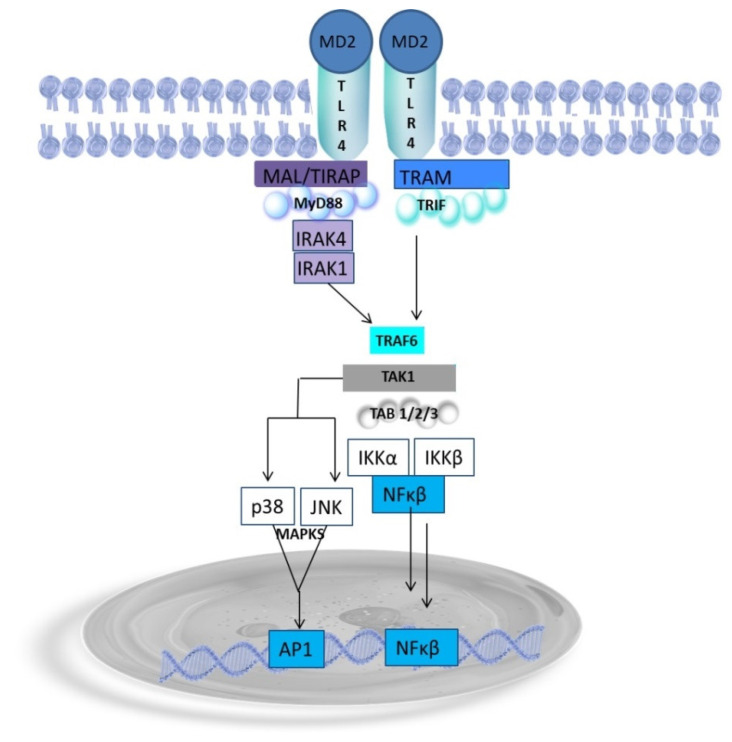 MD2
MD2
TLR4
TLR4
MAL/TIRAP
TRAM
MyD88
TRIF
IRAK4
IRAK1
TRAF6
TAK1
TAB 1/2/3
IKKα
IKKβ
NFκβ
p38
JNK
MAPKS
AP1
NFκβ